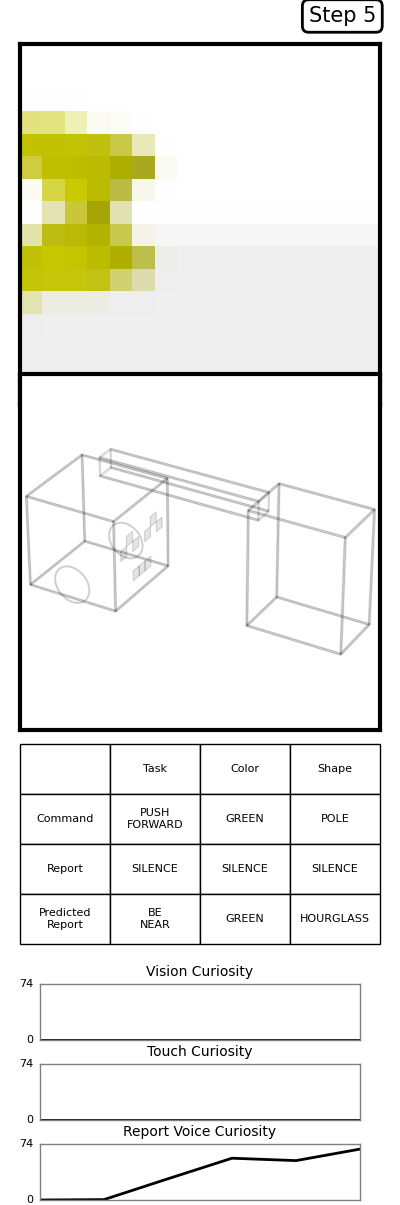 Step 5
Task Color Shape
Command PUSH FORWARD GREEN POLE
Report SILENCE SILENCE SILENCE
Predicted Report BE NEAR GREEN HOURGLASS
Vision Curiosity
74
0
Touch Curiosity
74
0
Report Voice Curiosity
74
0